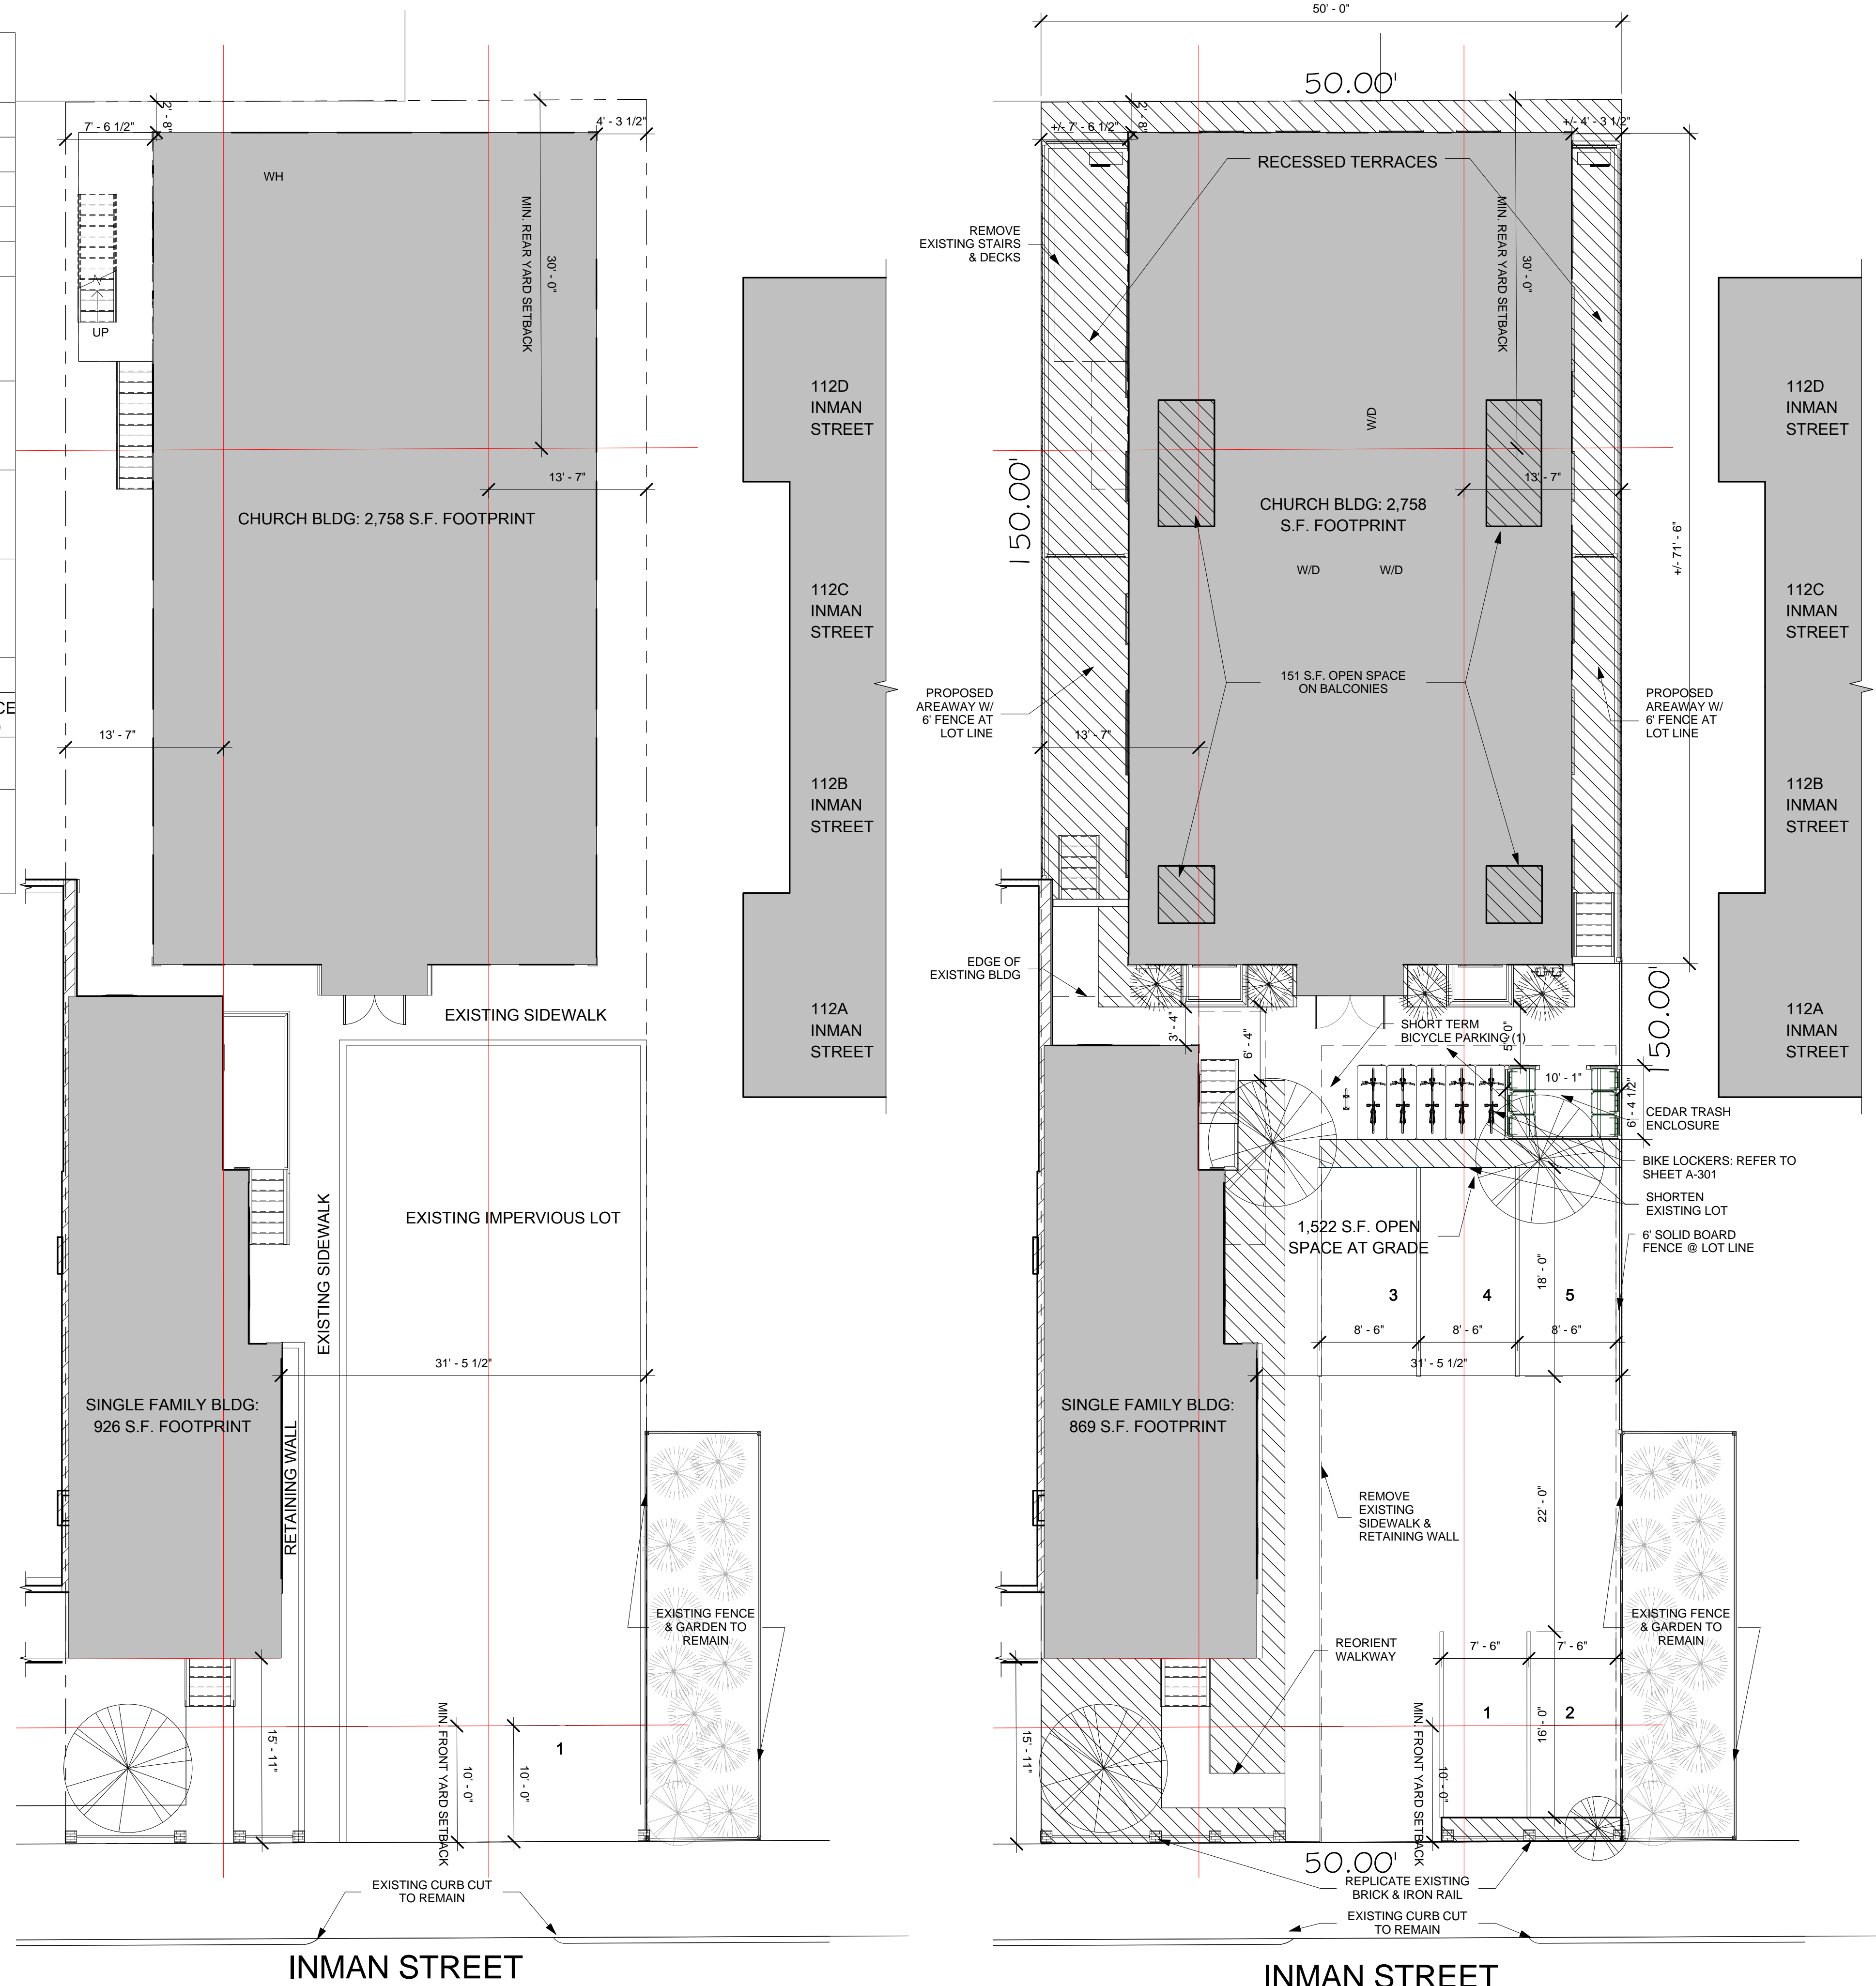 7' - 6 1/2"
2' - 8"
4' - 3 1/2"
WH
MIN. REAR YARD SETBACK
30' - 0"
UP
13' - 7"
CHURCH BLDG: 2,758 S.F. FOOTPRINT
13' - 7"
112D
INMAN
STREET
112C
INMAN
STREET
112B
INMAN
STREET
112A
INMAN
STREET
CE
EXISTING SIDEWALK
EXISTING SIDEWALK
EXISTING IMPERVIOUS LOT
31' - 5 1/2"
SINGLE FAMILY BLDG:
926 S.F. FOOTPRINT
RETAINING WALL
EXISTING FENCE
& GARDEN TO
REMAIN
15' - 11"
MIN. FRONT YARD SETBACK
10' - 0"
10' - 0"
1
EXISTING CURB CUT
TO REMAIN
INMAN STREET
50' - 0"
50.00'
+/- 7' - 6 1/2"
2' - 8"
+/- 4' - 3 1/2"
RECESSED TERRACES
REMOVE
EXISTING STAIRS
& DECKS
MIN. REAR YARD SETBACK
30' - 0"
W/D
13' - 7"
150.00'
CHURCH BLDG: 2,758
S.F. FOOTPRINT
W/D
W/D
+/- 71' - 6"
151 S.F. OPEN SPACE
ON BALCONIES
PROPOSED
AREAWAY W/
6' FENCE AT
LOT LINE
13' - 7"
PROPOSED
AREAWAY W/
6' FENCE AT
LOT LINE
112D
INMAN
STREET
112C
INMAN
STREET
112B
INMAN
STREET
112A
INMAN
STREET
EDGE OF
EXISTING BLDG
3' - 4"
6' - 4"
SHORT TERM
BICYCLE PARKING (1)
5' - 0"
150.00'
10' - 1"
6' - 4 1/2"
CEDAR TRASH
ENCLOSURE
BIKE LOCKERS: REFER TO
SHEET A-301
SHORTEN
EXISTING LOT
6' SOLID BOARD
FENCE @ LOT LINE
1,522 S.F. OPEN
SPACE AT GRADE
18' - 0"
3
4
5
8' - 6"
8' - 6"
8' - 6"
31' - 5 1/2"
SINGLE FAMILY BLDG:
869 S.F. FOOTPRINT
REMOVE
EXISTING
SIDEWALK &
RETAINING WALL
22' - 0"
EXISTING FENCE
& GARDEN TO
REMAIN
REORIENT
WALKWAY
7' - 6"
7' - 6"
1
2
16' - 0"
15' - 11"
MIN. FRONT YARD SETBACK
10' - 0"
50.00'
REPLICATE EXISTING
BRICK & IRON RAIL
EXISTING CURB CUT
TO REMAIN
INMAN STREET